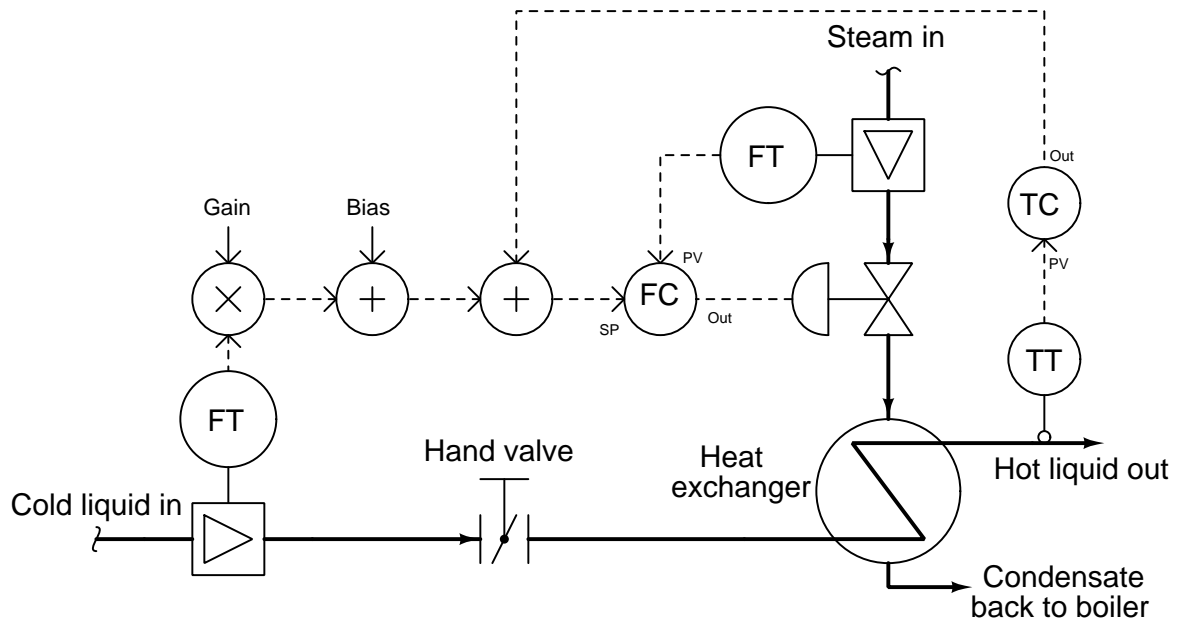 Steam in
FT
Out
TC
PV
Gain
Bias
PV
FC
SP
Out
TT
FT
Hand valve
Heat
exchanger
Hot liquid out
Cold liquid in
Condensate
back to boiler